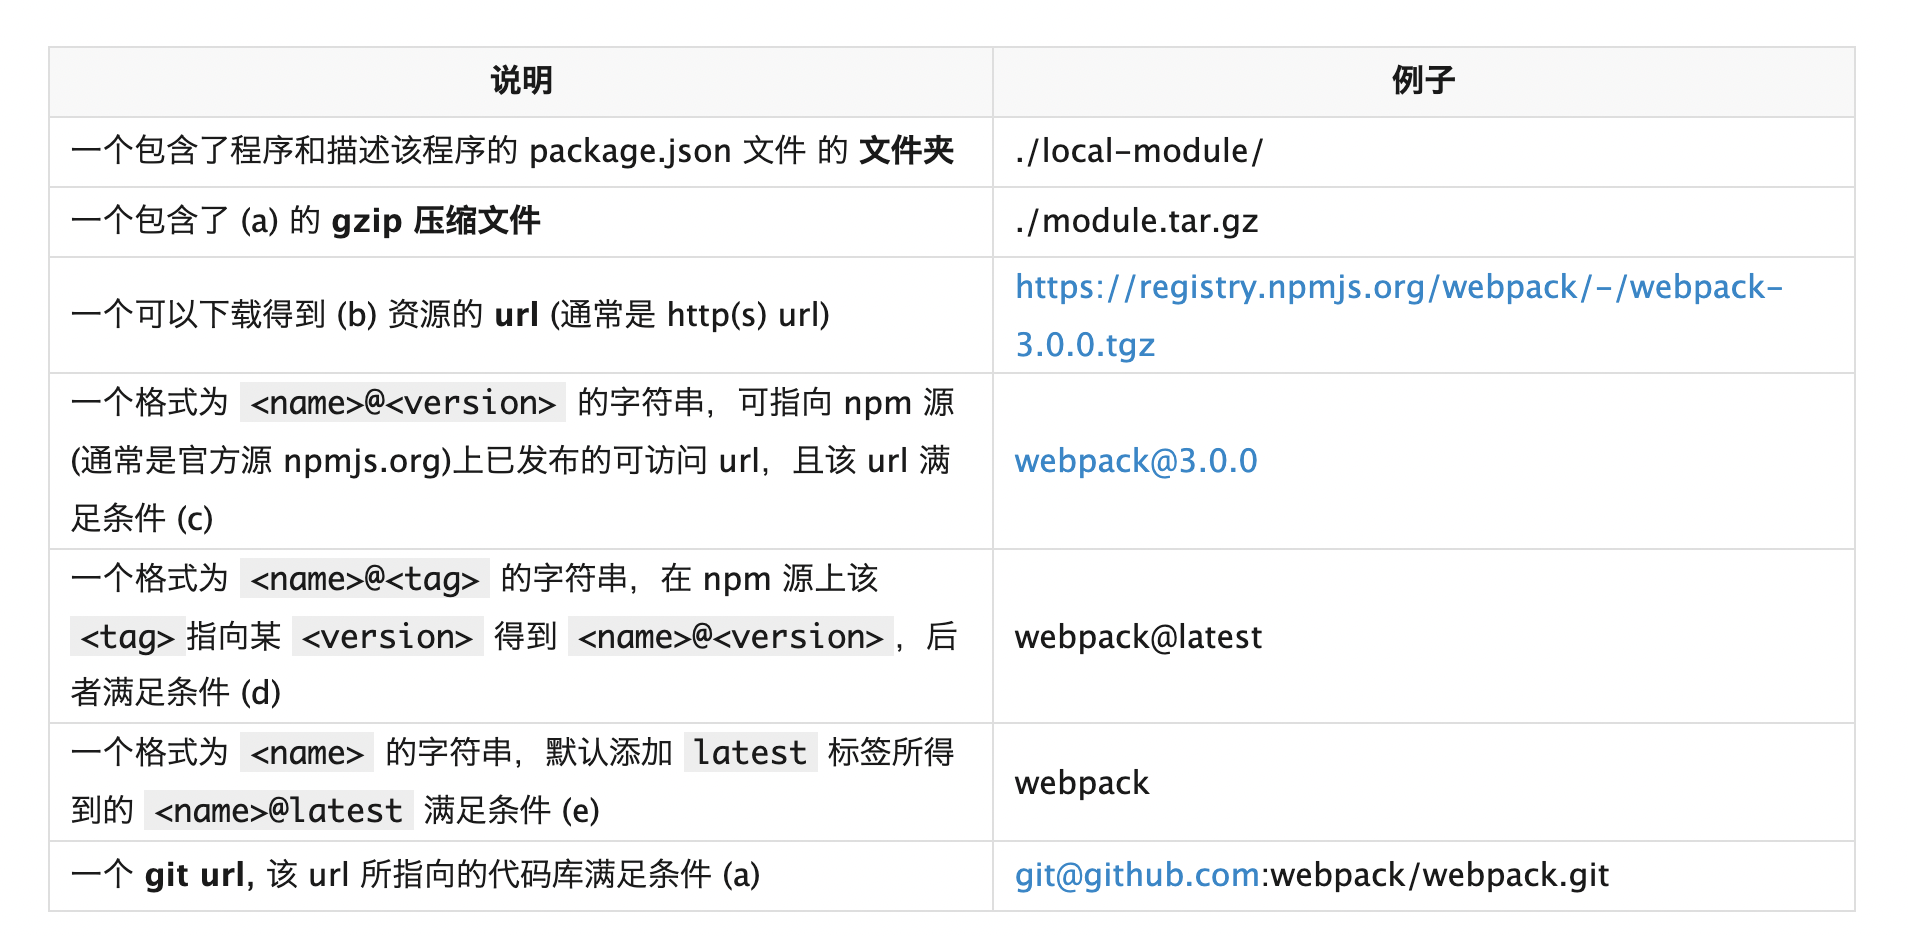 说明
例子
一个包含了程序和描述该程序的 package.json 文件 的 文件夹
./local-module/
一个包含了 (a) 的 gzip 压缩文件
./module.tar.gz
一个可以下载得到 (b) 资源的 url (通常是 http(s) url)
https://registry.npmjs.org/webpack/-/webpack-
3.0.0.tgz
一个格式为 <name>@<version> 的字符串，可指向 npm 源
(通常是官方源 npmjs.org)上已发布的可访问 url，且该 url 满
足条件 (c)
webpack@3.0.0
一个格式为 <name>@<tag> 的字符串，在 npm 源上该
<tag> 指向某 <version> 得到 <name>@<version>，后
者满足条件 (d)
webpack@latest
一个格式为 <name> 的字符串，默认添加 latest 标签所得
到的 <name>@latest 满足条件 (e)
webpack
一个 git url, 该 url 所指向的代码库满足条件 (a)
git@github.com:webpack/webpack.git